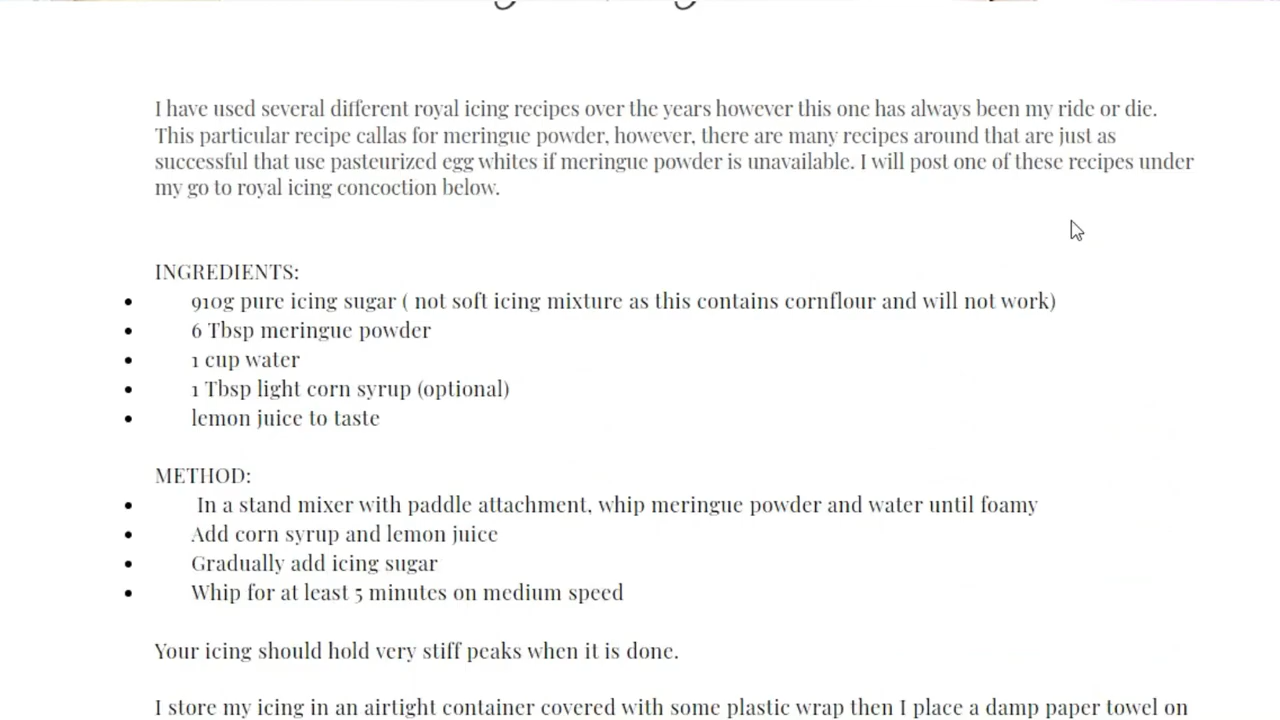 I have used several different royal icing recipes over the years however this one has always been my ride or die.
This particular recipe callas for meringue powder, however, there are many recipes around that are just as
successful that use pasteurized egg whites if meringue powder is unavailable. I will post one of these recipes under
my go to royal icing concoction below.
INGREDIENTS:
910g pure icing sugar ( not soft icing mixture as this contains cornflour and will not work)
6 Tbsp meringue powder
1 cup water
1 Tbsp light corn syrup (optional)
lemon juice to taste
METHOD:
In a stand mixer with paddle attachment, whip meringue powder and water until foamy
Add corn syrup and lemon juice
Gradually add icing sugar
Whip for at least 5 minutes on medium speed
Your icing should hold very stiff peaks when it is done.
I store my icing in an airtight container covered with some plastic wrap then I place a damp paper towel on